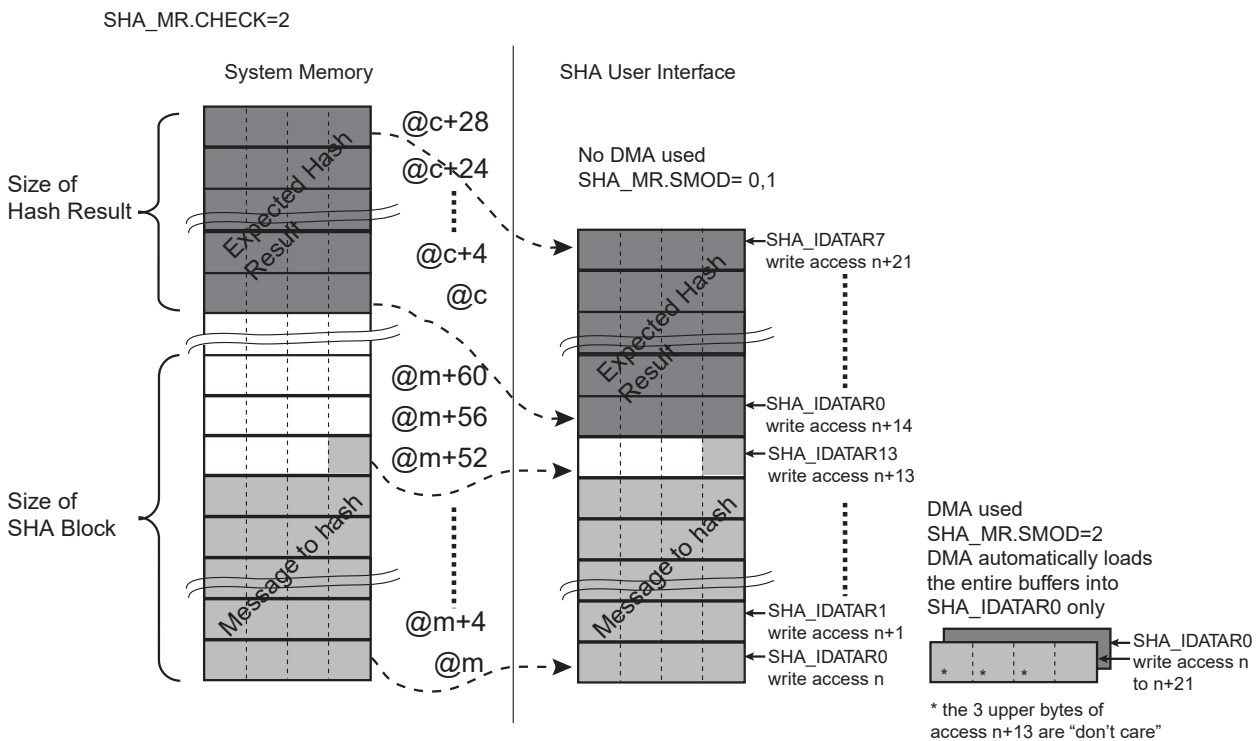 SHA_MR.CHECK=2
System Memory
SHA User Interface
Size of
Hash Result
Expected Hash
Result
@c+28
@c+24
@c+4
@c
No DMA used
SHA_MR.SMOD= 0,1
Expected Hash
Result
SHA_IDATAR7
write access n+21
SHA_IDATAR0
write access n+14
SHA_IDATAR13
write access n+13
@m+60
@m+56
@m+52
Size of
SHA Block
Message to hash
@m+4
@m
Message to hash
SHA_IDATAR1
write access n+1
SHA_IDATAR0
write access n
DMA used
SHA_MR.SMOD=2
DMA automatically loads
the entire buffers into
SHA_IDATAR0 only
* * *
SHA_IDATAR0
write access n
to n+21
* the 3 upper bytes of
access n+13 are “don’t care”